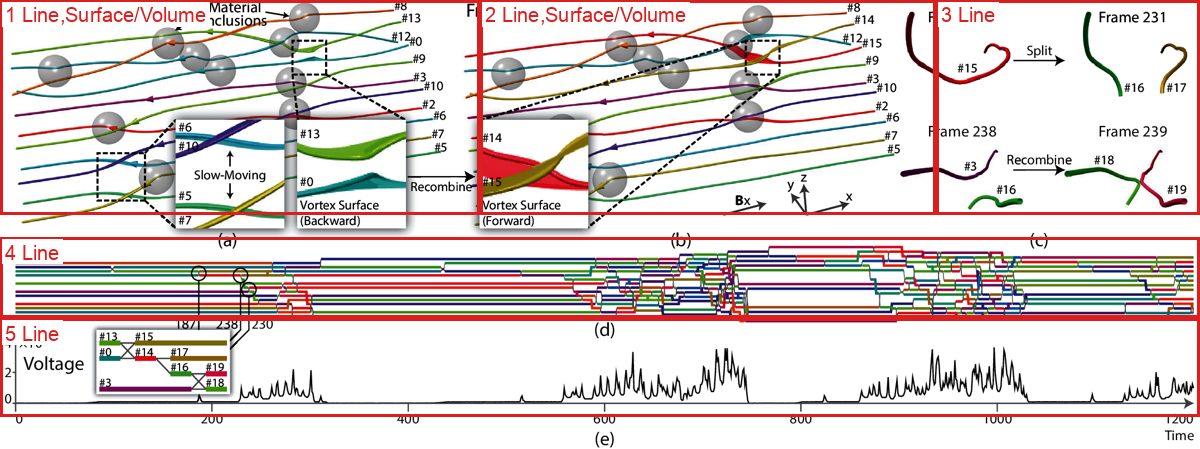 1 Line,Surface/Volume
2 Line,Surface/Volume
3 Line
Material
clusions
#8
#13
#12
#0
#9
#3
#10
#2
#6
#7
#5
#6
#10
Slow-Moving
#5
#7
#13
#0
Vortex Surface
(Backward)
Recombine
#8
#14
#12
#15
#9
#3
#10
#2
#6
#7
#5
#14
#15
Vortex Surface
(Forward)
Bx
y
z
x
Frame 231
#15
Split
#16
#17
Frame 238
Frame 239
#3
Recombine
#18
#16
#19
(a)
(b)
(c)
4 Line
187
238
230
(d)
5 Line
Voltage
#13
#15
#0
#14
#17
#16
#19
#3
#18
2
0
0
200
400
600
800
1000
1200
Time
(e)